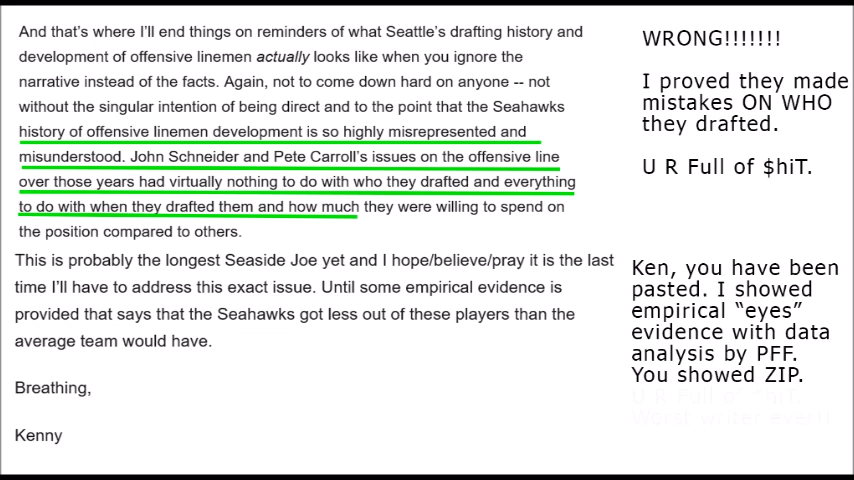 And that's where I'll end things on reminders of what Seattle's drafting history and
development of offensive linemen actually looks like when you ignore the
narrative instead of the facts. Again, not to come down hard on anyone -- not
without the singular intention of being direct and to the point that the Seahawks
history of offensive linemen development is so highly misrepresented and
misunderstood. John Schneider and Pete Carroll's issues on the offensive line
over those years had virtually nothing to do with who they drafted and everything
to do with when they drafted them and how much they were willing to spend on
the position compared to others.
This is probably the longest Seaside Joe yet and I hope/believe/pray it is the last
time I'll have to address this exact issue. Until some empirical evidence is
provided that says that the Seahawks got less out of these players than the
average team would have.
Breathing,
Kenny
WRONG!!!!!!!
I proved they made
mistakes ON WHO
they drafted.
U R Full of $hiT.
Ken, you have been
pasted. I showed
empirical “eyes”
evidence with data
analysis by PFF.
You showed ZIP.
U R Full of $hiT.
Worst writer ever!!